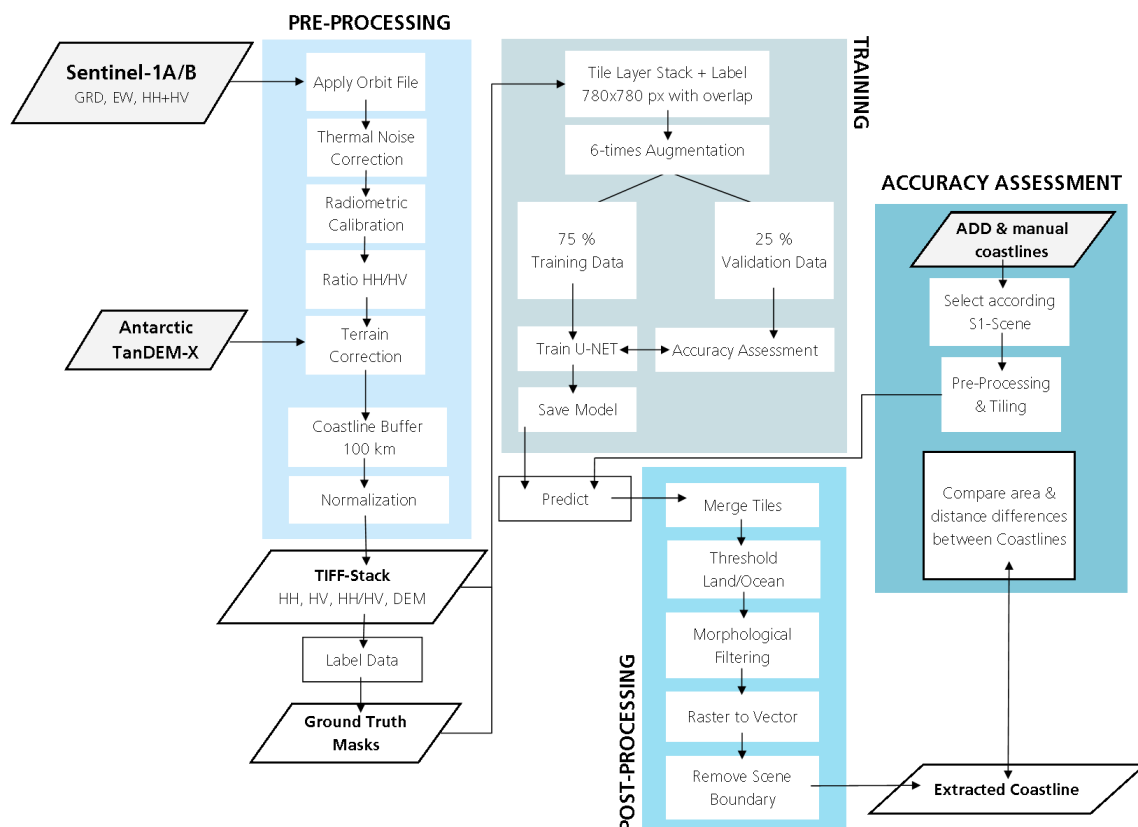 PRE-PROCESSING
Sentinel-1A/B
GRD, EW, HH+HV
Apply Orbit File
Thermal Noise
Correction
Radiometric
Calibration
Ratio HH/HV
Antarctic
TanDEM-X
Terrain
Correction
Coastline Buffer
100 km
Normalization
TIFF-Stack
HH, HV, HH/HV, DEM
Label Data
Ground Truth
Masks
TRAINING
Tile Layer Stack + Label
780x780 px with overlap
6-times Augmentation
75 %
Training Data
25 %
Validation Data
Train U-NET
Accuracy Assessment
Save Model
Predict
POST-PROCESSING
Merge Tiles
Threshold
Land/Ocean
Morphological
Filtering
Raster to Vector
Remove Scene
Boundary
ACCURACY ASSESSMENT
ADD & manual
coastlines
Select according
S1-Scene
Pre-Processing
& Tiling
Compare area &
distance differences
between Coastlines
Extracted Coastline